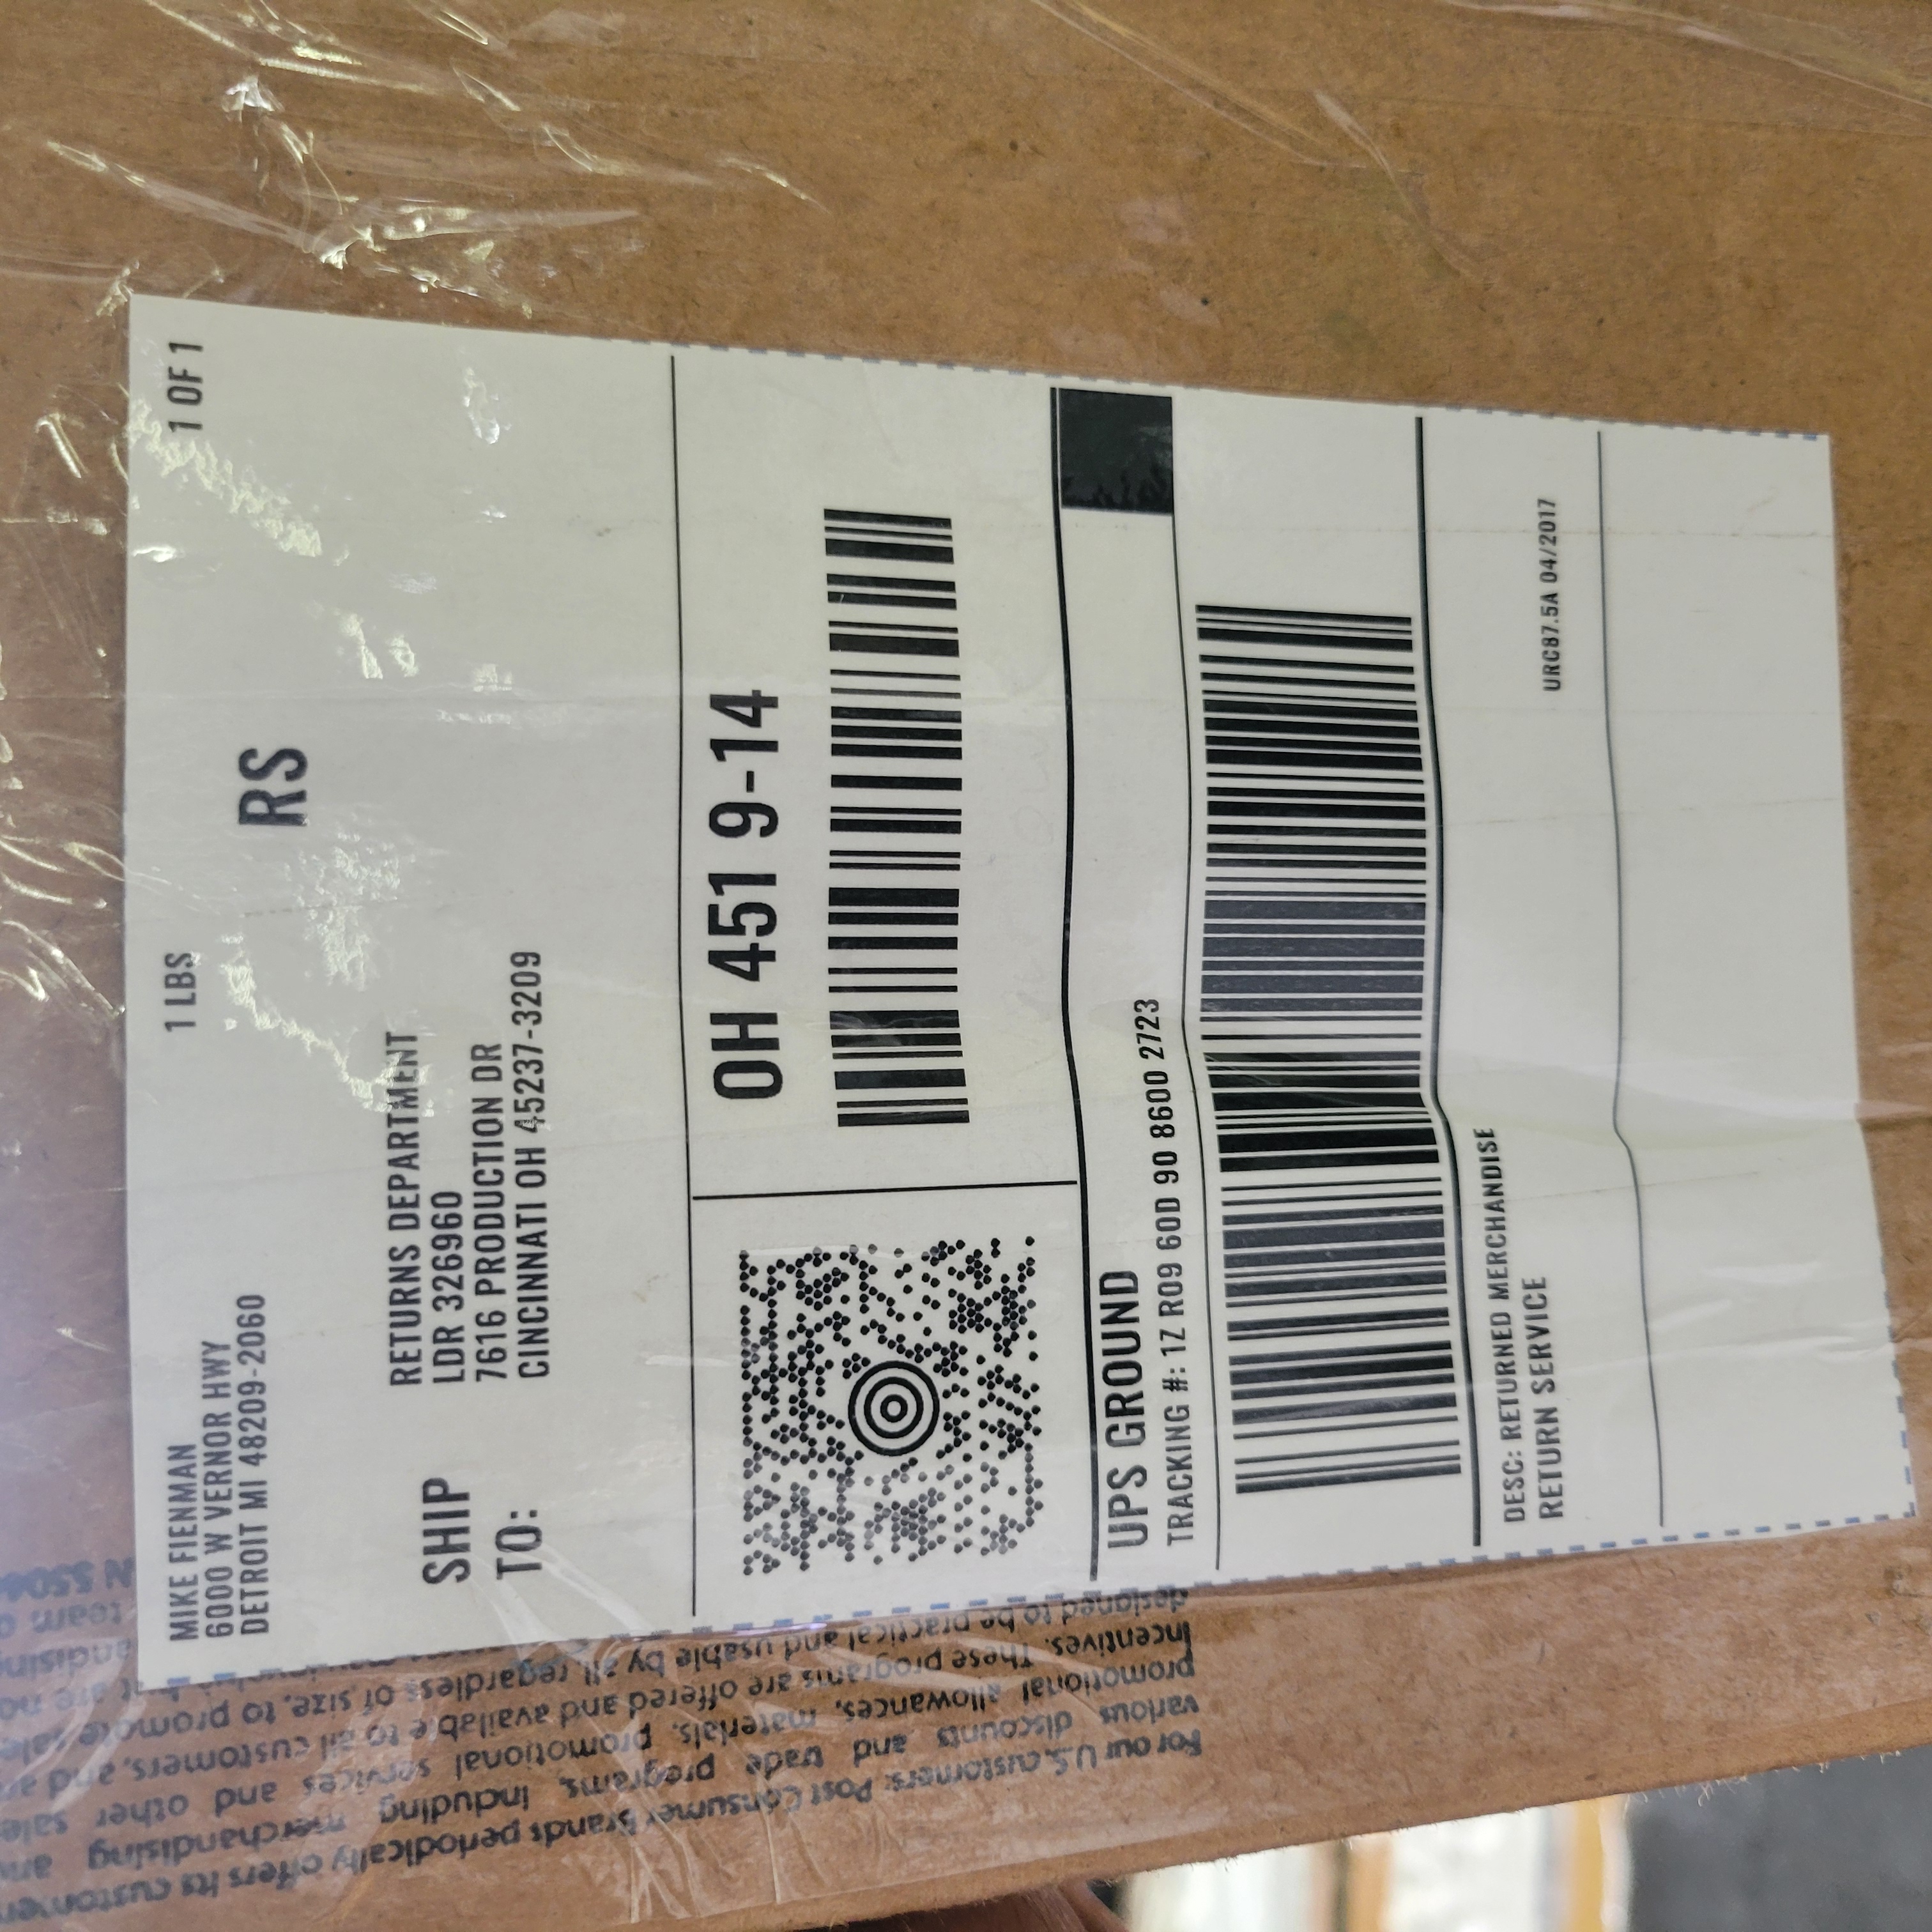 MIKE FIENMAN
6000 W VERNOR HWY
DETROIT MI 48209-2060
1 LBS
1 OF 1
RS
SHIP
TO:
RETURNS DEPARTMENT
LDR 326960
7616 PRODUCTION DR
CINCINNATI OH 45237-3209
OH 451 9-14
UPS GROUND
TRACKING #: 1Z R09 60D 90 8600 2723
DESC: RETURNED MERCHANDISE
RETURN SERVICE
URC87.5A 04/2017
For our U.S. customers: Post Consumer Brands periodically offers its customers
various discounts and trade programs, including merchandising and
promotional allowances, materials, promotional services and other sales
incentives. These programs are offered and available to all customers, and are
designed to be practical and usable by all, regardless of size, to promote sale
are no
team